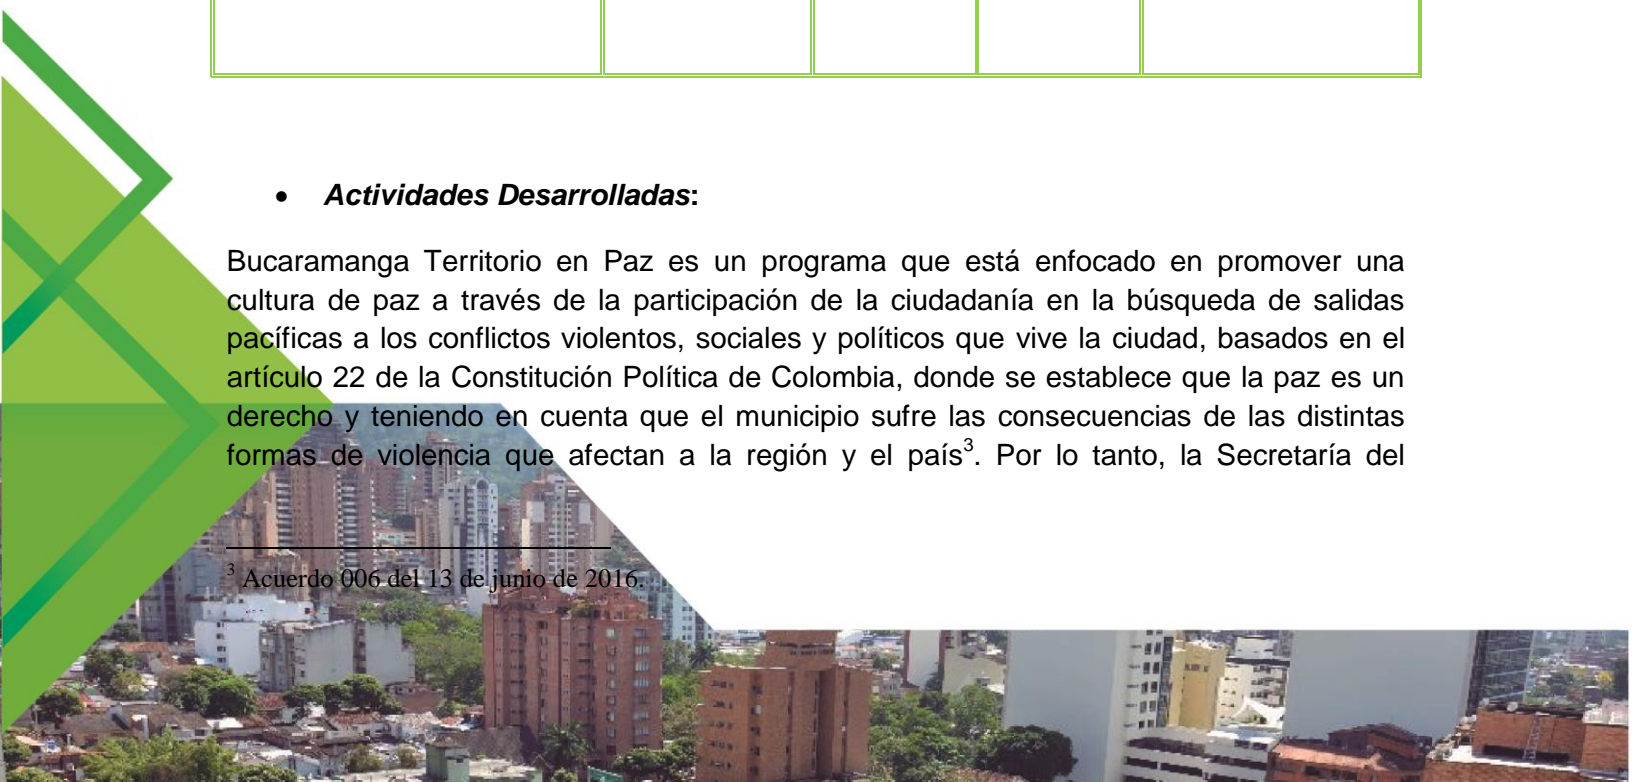 • Actividades Desarrolladas:
Bucaramanga Territorio en Paz es un programa que está enfocado en promover una
cultura de paz a través de la participación de la ciudadanía en la búsqueda de salidas
pacíficas a los conflictos violentos, sociales y políticos que vive la ciudad, basados en el
artículo 22 de la Constitución Política de Colombia, donde se establece que la paz es un
derecho y teniendo en cuenta que el municipio sufre las consecuencias de las distintas
formas de violencia que afectan a la región y el país³. Por lo tanto, la Secretaría del
³ Acuerdo 006 del 13 de junio de 2016.